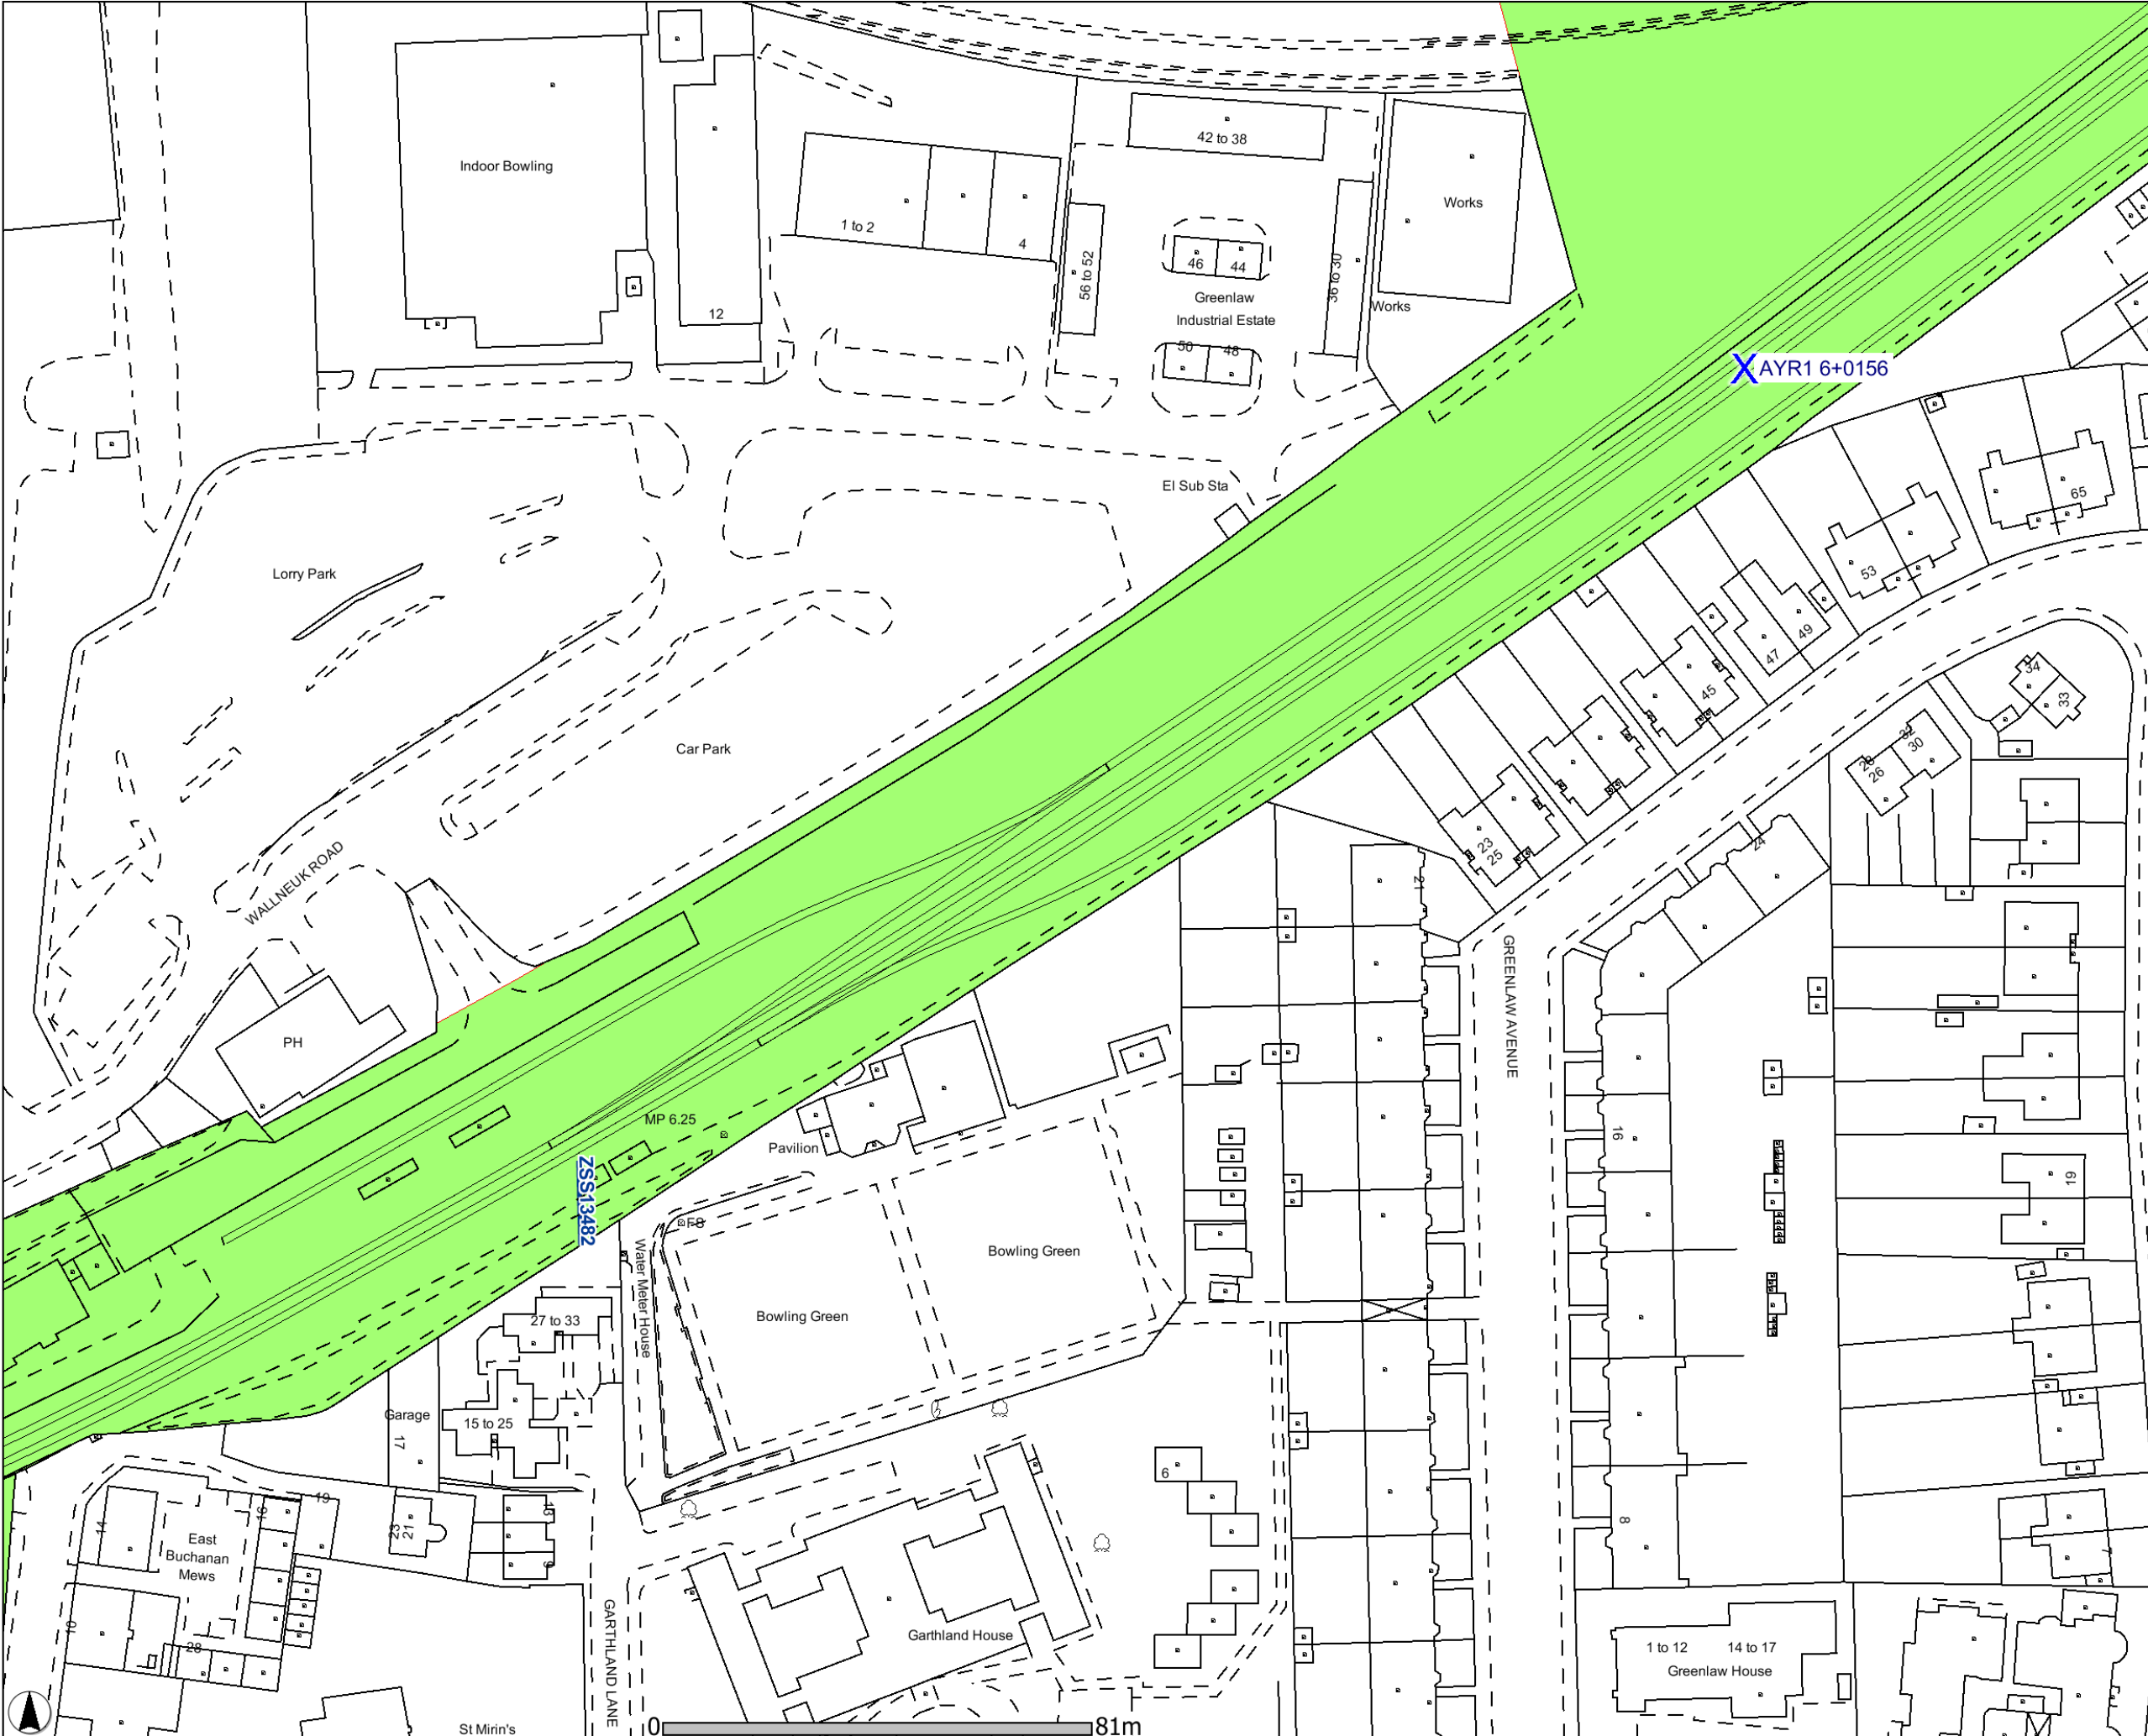 Indoor Bowling
12
1 to 2
4
42 to 38
56 to 52
46
44
Greenlaw
Industrial Estate
50
48
36 to 30
Works
Works
X AYR1 6+0156
El Sub Sta
Lorry Park
Car Park
WALLNEUK ROAD
PH
65
53
49
47
45
34
33
32
30
28
26
24
23
25
21
GREENLAW AVENUE
MP 6.25
ZSS13482
Pavilion
FS
Water Meter House
Bowling Green
Bowling Green
16
19
27 to 33
15 to 25
Garage
17
6
8
7
14
East
Buchanan
Mews
16
19
23
21
18
9
10
28
GARTHLAND LANE
Garthland House
1 to 12
14 to 17
Greenlaw House
St Mirin's
0
81m